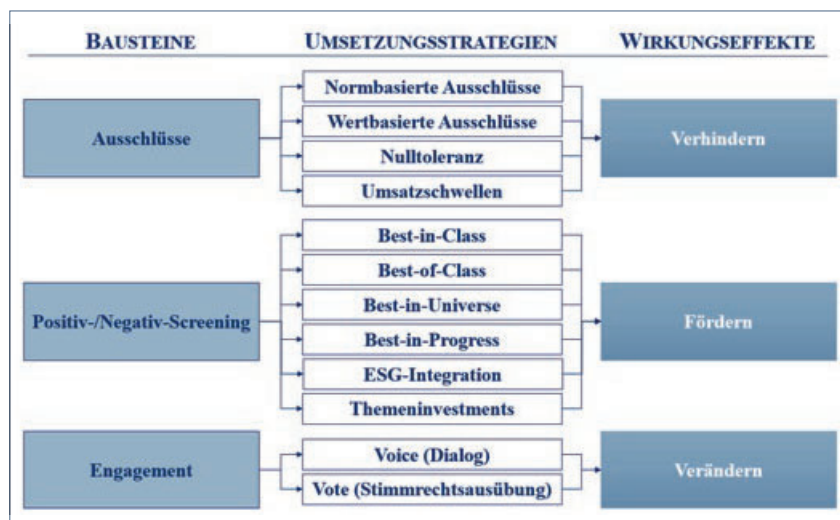 BAUSTEINE
UMSETZUNGSSTRATEGIEN
WIRKUNGSEFFEKTE
Ausschlüsse
Normbasierte Ausschlüsse
Wertbasierte Ausschlüsse
Nulltoleranz
Umsatzschwellen
Verhindern
Positiv-/Negativ-Screening
Best-in-Class
Best-of-Class
Best-in-Universe
Best-in-Progress
ESG-Integration
Themeninvestments
Fördern
Engagement
Voice (Dialog)
Vote (Stimmrechtsausübung)
Verändern